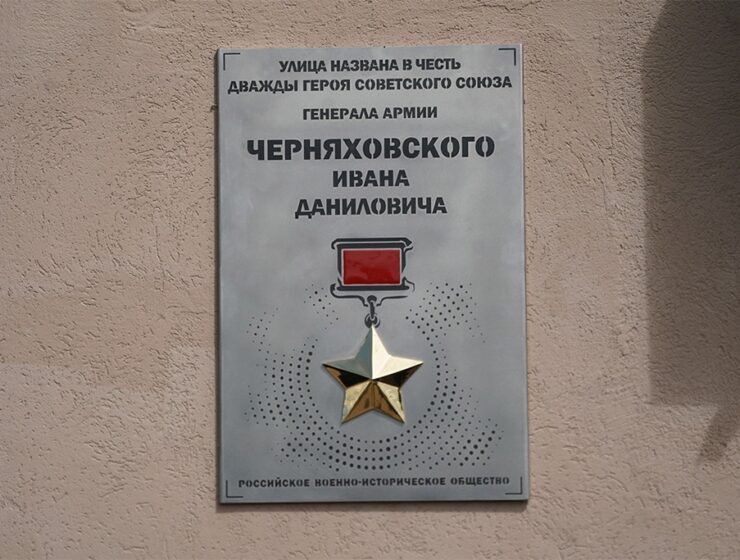 УЛИЦА НАЗВАНА В ЧЕСТЬ
ДВАЖДЫ ГЕРОЯ СОВЕТСКОГО СОЮЗА
ГЕНЕРАЛА АРМИИ
ЧЕРНЯХОВСКОГО
ИВАНА
ДАНИЛОВИЧА
РОССИЙСКОЕ ВОЕННО-ИСТОРИЧЕСКОЕ ОБЩЕСТВО